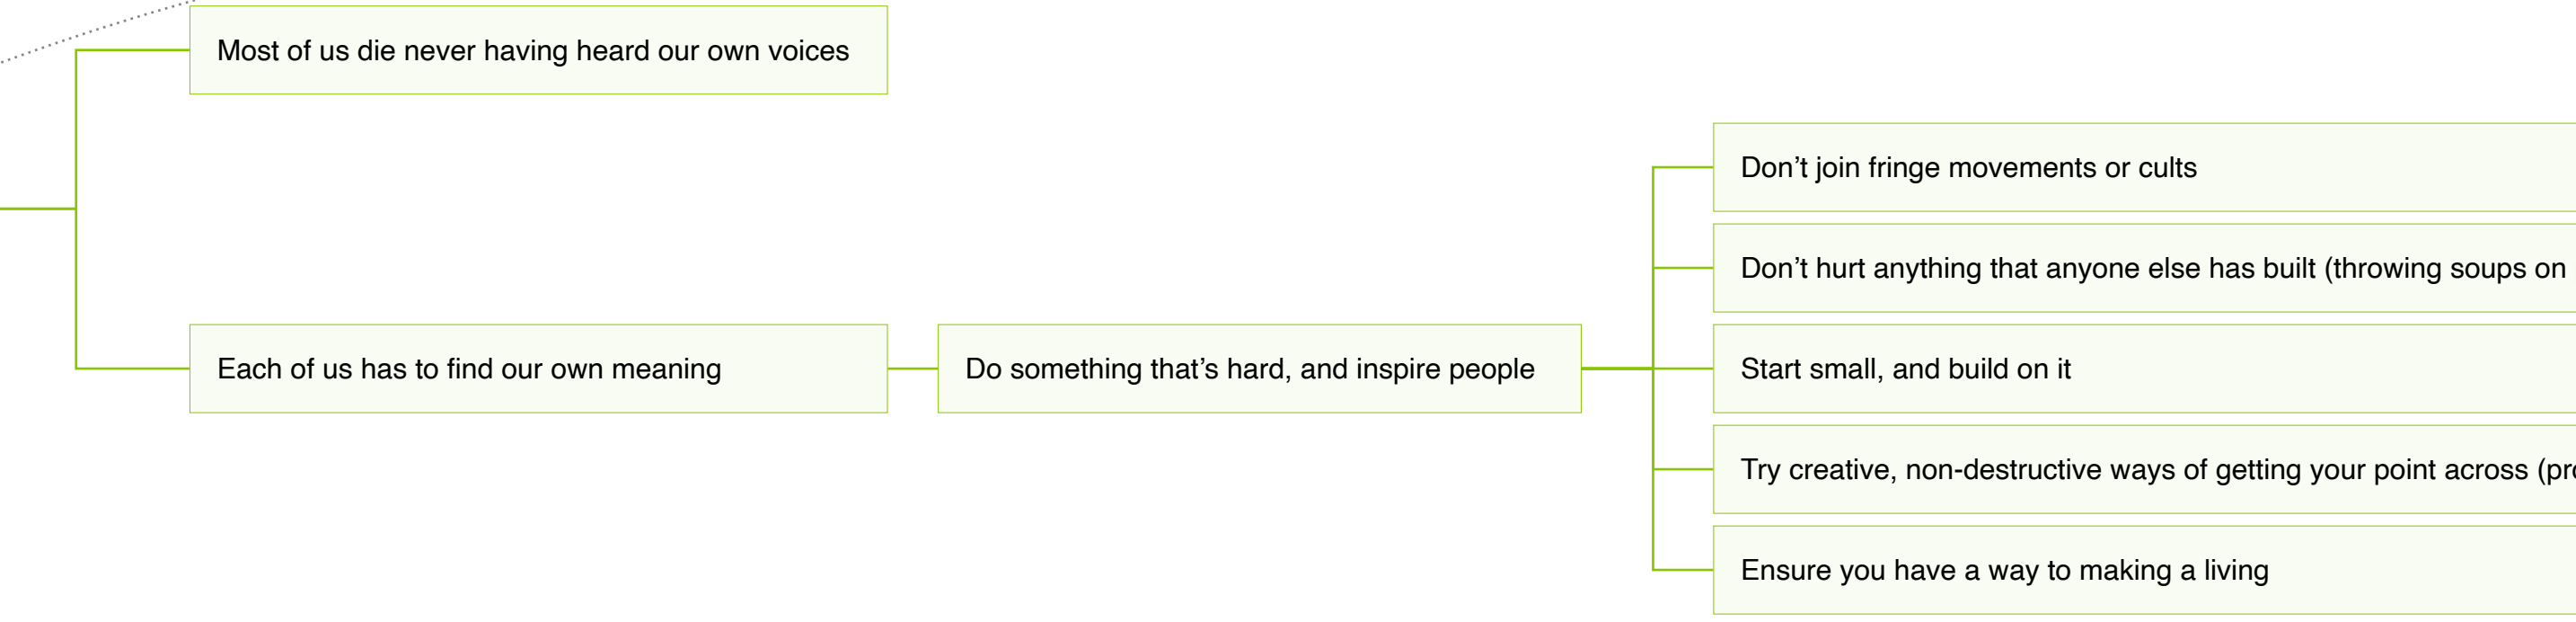 Most of us die never having heard our own voices
Don’t join fringe movements or cults
Don’t hurt anything that anyone else has built (throwing soups on
Each of us has to find our own meaning
Do something that’s hard, and inspire people
Start small, and build on it
Try creative, non-destructive ways of getting your point across
Ensure you have a way to making a living